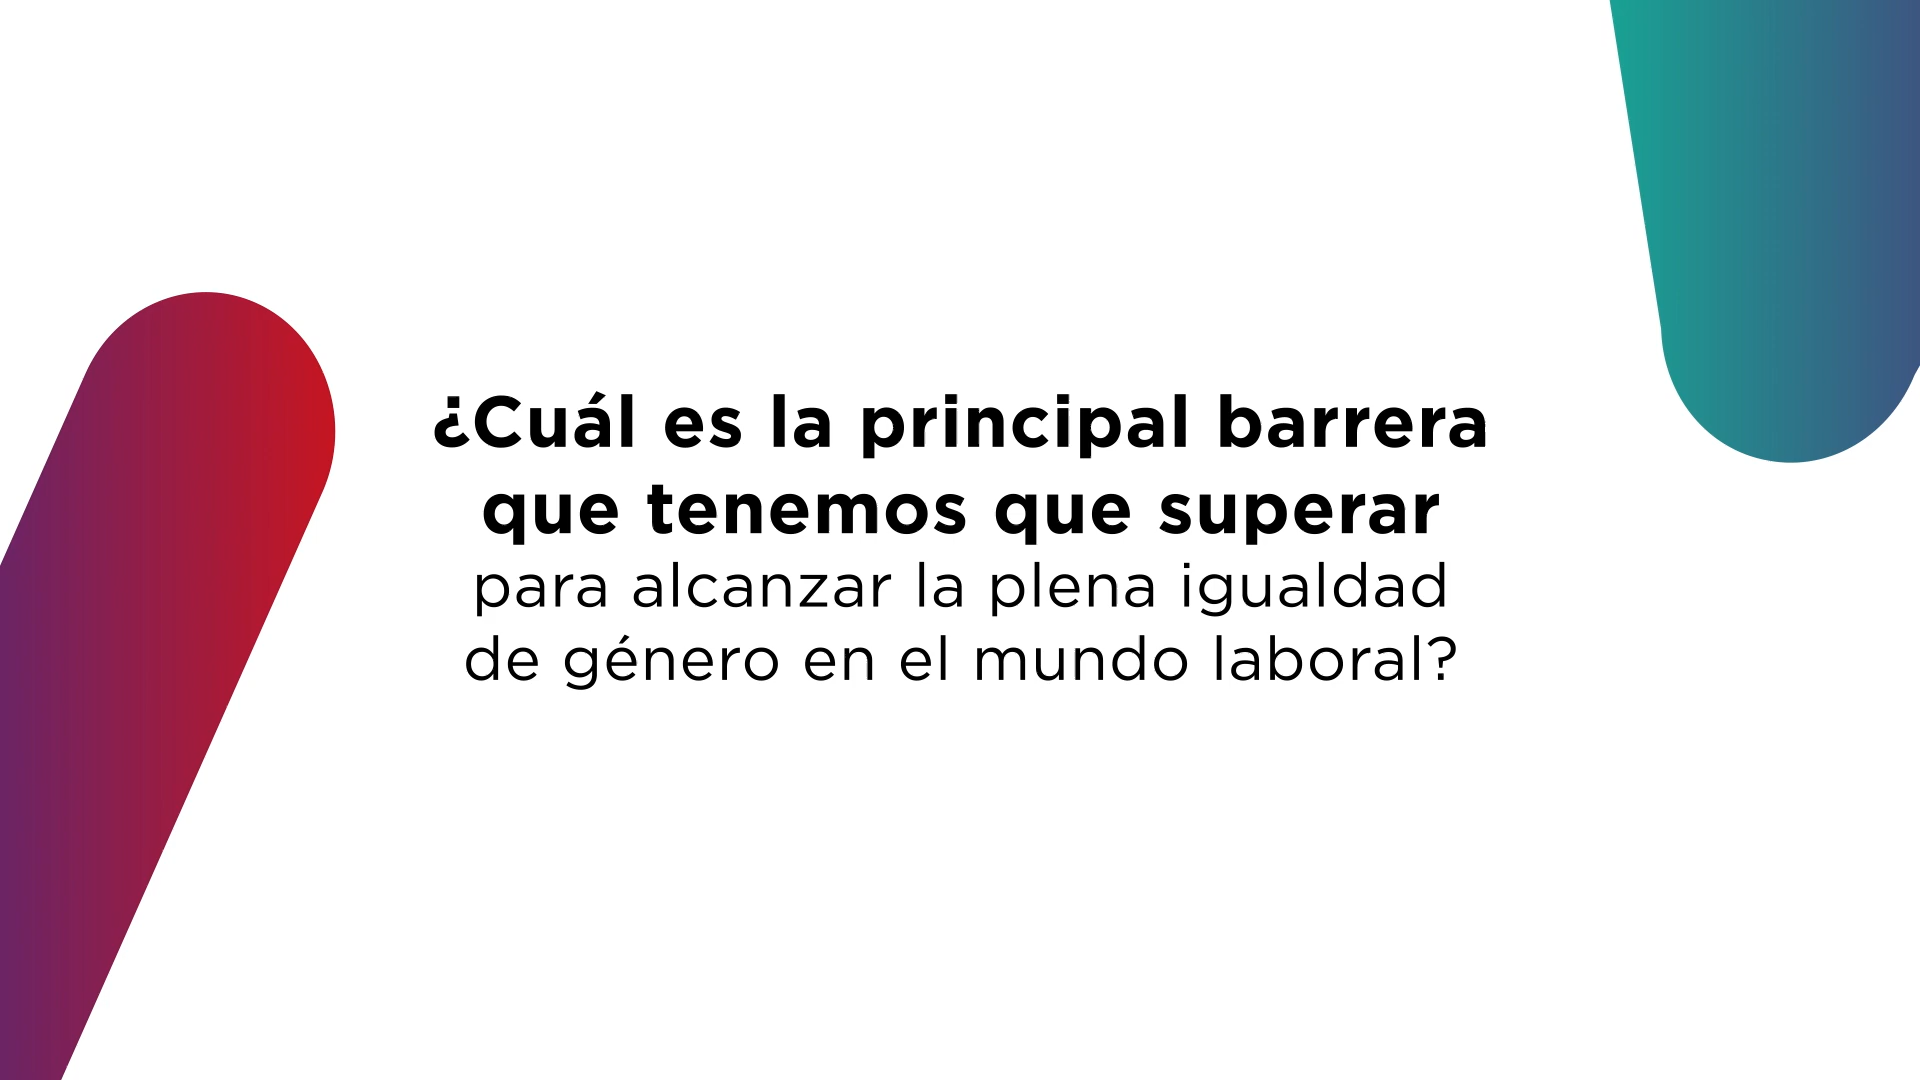 ¿Cuál es la principal barrera
que tenemos que superar
para alcanzar la plena igualdad
de género en el mundo laboral?